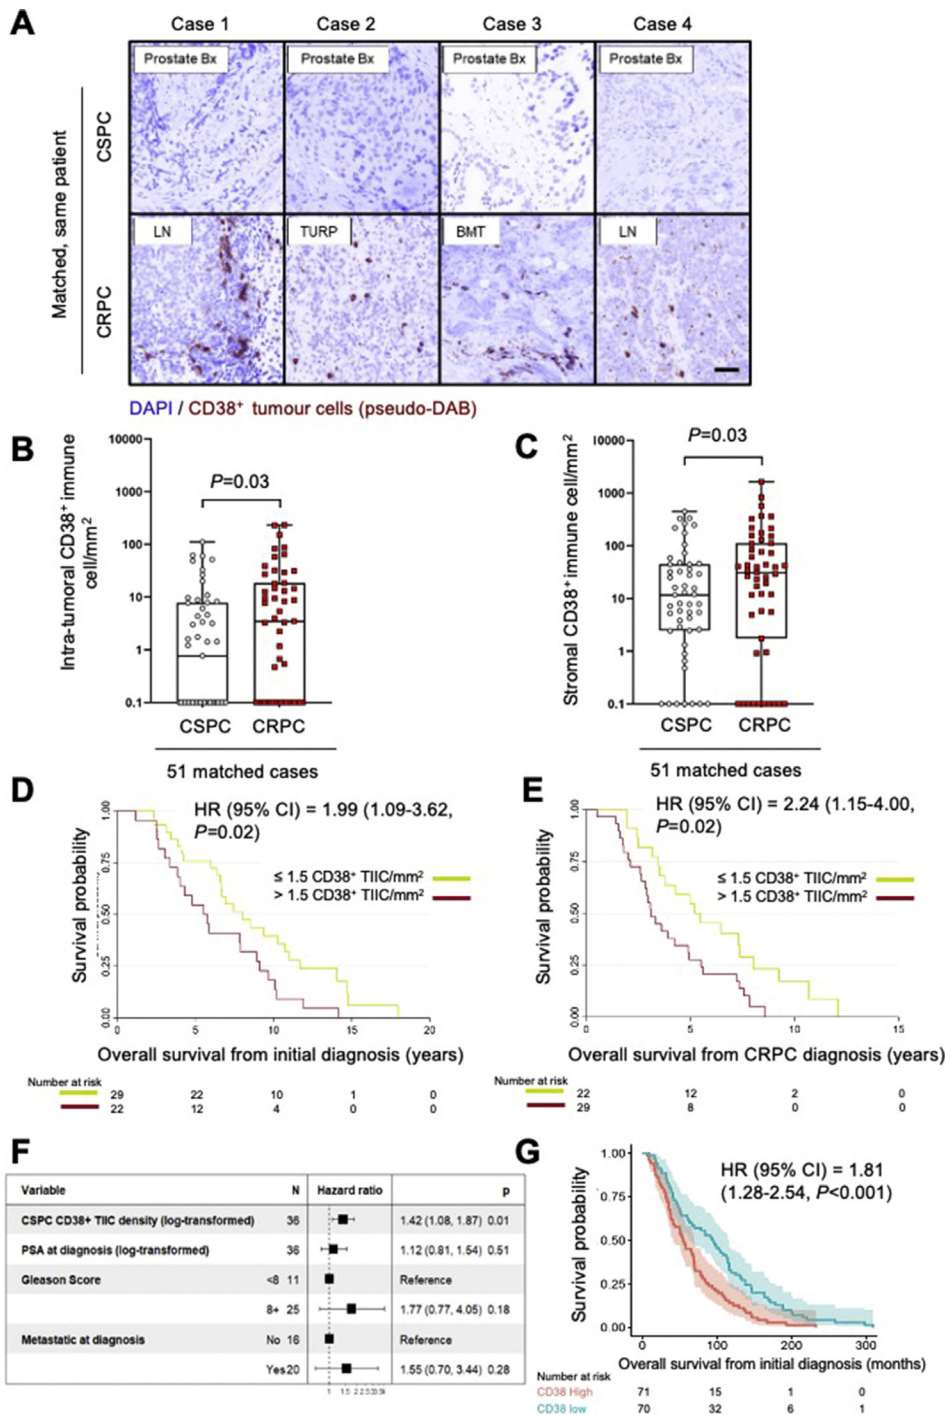 A
Case 1 Case 2 Case 3 Case 4
Prostate Bx Prostate Bx Prostate Bx Prostate Bx
CSPC
Matched, same patient
LN TURP BMT LN
CRPC
DAPI / CD38⁺ tumour cells (pseudo-DAB)
B
Intra-tumoral CD38⁺ immune
cell/mm²
10000
1000
100
10
1
0.1
P=0.03
CSPC CRPC
51 matched cases
C
Stromal CD38⁺ immune cell/mm²
10000
1000
100
10
1
0.1
P=0.03
CSPC CRPC
51 matched cases
D
HR (95% CI) = 1.99 (1.09-3.62,
P=0.02)
≤ 1.5 CD38⁺ TIIC/mm²
> 1.5 CD38⁺ TIIC/mm²
Survival probability
1.00
0.75
0.50
0.25
0.00
0 5 10 15 20
Overall survival from initial diagnosis (years)
Number at risk
29 22 10 1 0
22 12 4 0 0
E
HR (95% CI) = 2.24 (1.15-4.00,
P=0.02)
≤ 1.5 CD38⁺ TIIC/mm²
> 1.5 CD38⁺ TIIC/mm²
Survival probability
1.00
0.75
0.50
0.25
0.00
0 5 10 15
Overall survival from CRPC diagnosis (years)
Number at risk
22 12 2 0
29 8 0 0
F
Variable N Hazard ratio p
CSPC CD38+ TIIC density (log-transformed) 36 1.42 (1.08, 1.87) 0.01
PSA at diagnosis (log-transformed) 36 1.12 (0.81, 1.54) 0.51
Gleason Score <8 11 Reference
8+ 25 1.77 (0.77, 4.05) 0.18
Metastatic at diagnosis No 16 Reference
Yes20 1.55 (0.70, 3.44) 0.28
1 1.5 2 2.5 3 3.5 4
G
HR (95% CI) = 1.81
(1.28-2.54, P<0.001)
Survival probability
1.00
0.75
0.50
0.25
0.00
0 100 200 300
Overall survival from initial diagnosis (months)
Number at risk
CD38 High 71 15 1 0
CD38 low 70 32 6 1